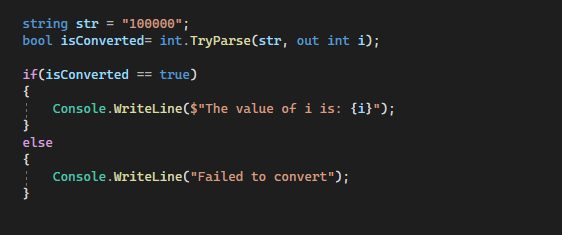 string str = "100000";
bool isConverted= int.TryParse(str, out int i);
if(isConverted == true)
{
Console.WriteLine($"The value of i is: {i}");
}
else
{
Console.WriteLine("Failed to convert");
}